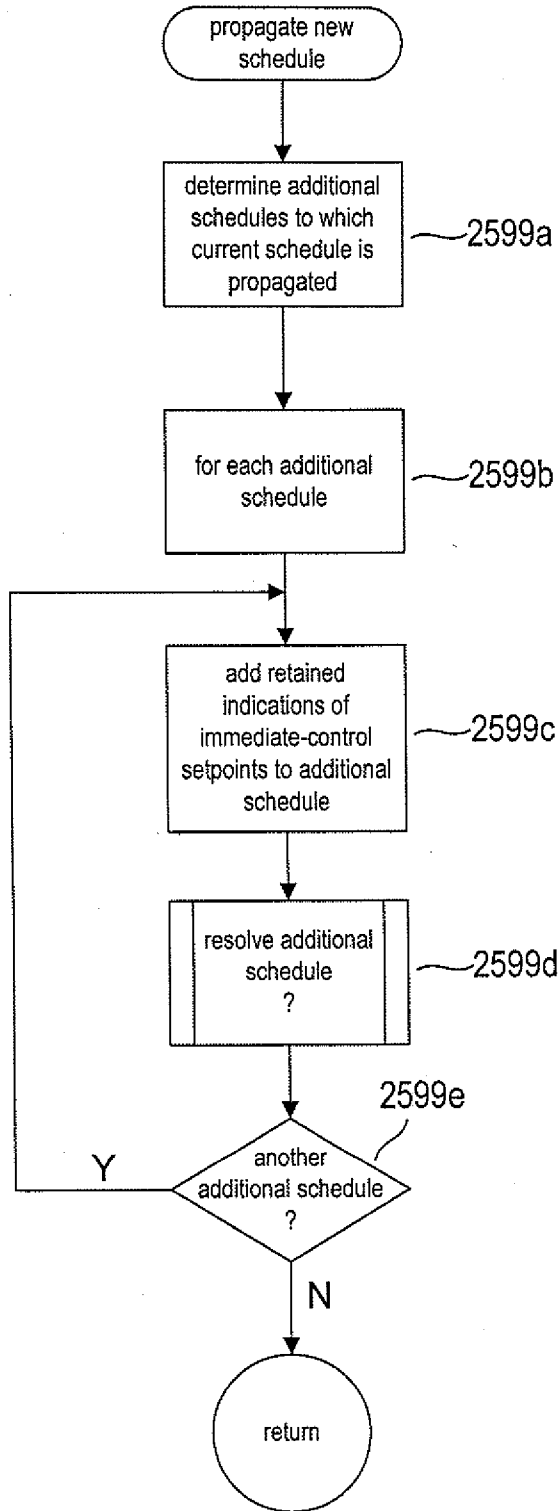 propagate new
schedule
determine additional
schedules to which
current schedule is
propagated
2599a
for each additional
schedule
2599b
add retained
indications of
immediate-control
setpoints to additional
schedule
2599c
resolve additional
schedule
?
2599d
2599e
another
additional schedule
?
Y
N
return